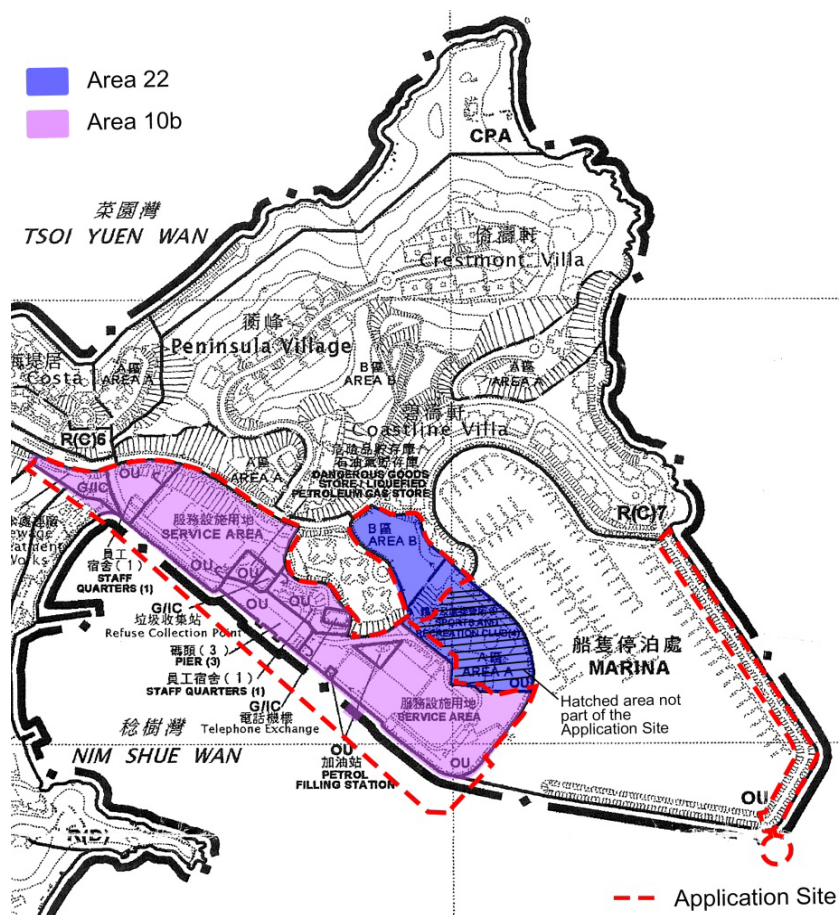 Area 22
Area 10b
CPA
菜園灣
TSOI YUEN WAN
倚濤軒
Crestmont Villa
衡峰
Peninsula Village
B區
AREA B
A區
AREA A
Costa
A區
AREA A
碧濤軒
Coastline Villa
R(C)6
危險品貯存庫
石油氣貯存庫
DANGEROUS GOODS
STORE / LIQUEFIED
PETROLEUM GAS STORE
A區
AREA A
OU
G/IC
R(C)7
服務設施用地
SERVICE AREA
B區
AREA B
員工
宿舍(1)
STAFF
QUARTERS (1)
OU
OU
OU
G/IC
垃圾收集站
Refuse Collection Point
SPORTS AND
RECREATION CLUB(4)
船隻停泊處
MARINA
碼頭(3)
PIER (3)
A區
AREA A
OU
員工宿舍(1)
STAFF QUARTERS (1)
服務設施用地
SERVICE AREA
Hatched area not
part of the
Application Site
G/IC
電話機樓
Telephone Exchange
稔樹灣
NIM SHUE WAN
OU
加油站
PETROL
FILLING STATION
OU
OU
R(D)
Application Site